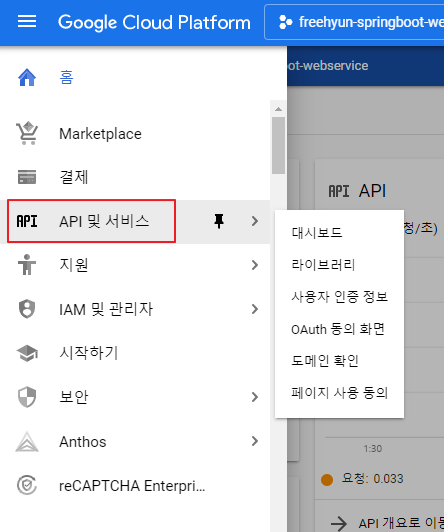 Google Cloud Platform
freehyun-springboot-we
홈
ot-webservice
Marketplace
결제
API API 및 서비스
지원
IAM 및 관리자
시작하기
보안
Anthos
reCAPTCHA Enterpri...
대시보드
라이브러리
사용자 인증 정보
OAuth 동의 화면
도메인 확인
페이지 사용 동의
API API
청/초)
1:30
요청: 0.033
API 개요로 이동